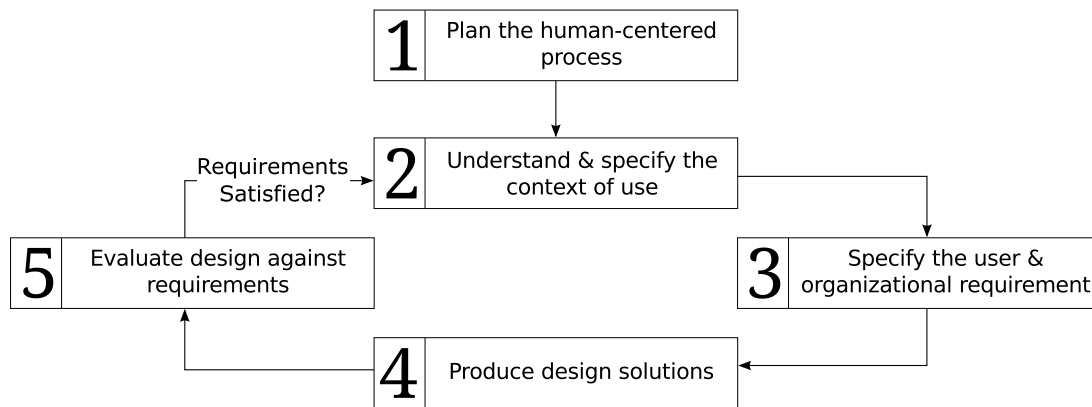 1
Plan the human-centered
process
2
Understand & specify the
context of use
Requirements
Satisfied?
3
Specify the user &
organizational requirement
4
Produce design solutions
5
Evaluate design against
requirements